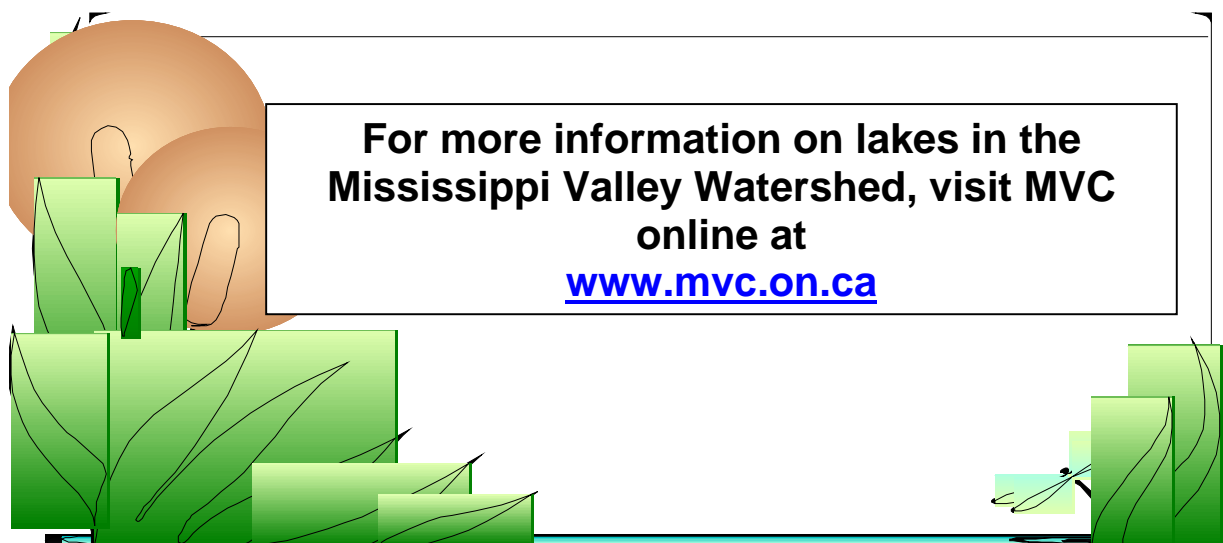 For more information on lakes in the
Mississippi Valley Watershed, visit MVC
online at
www.mvc.on.ca